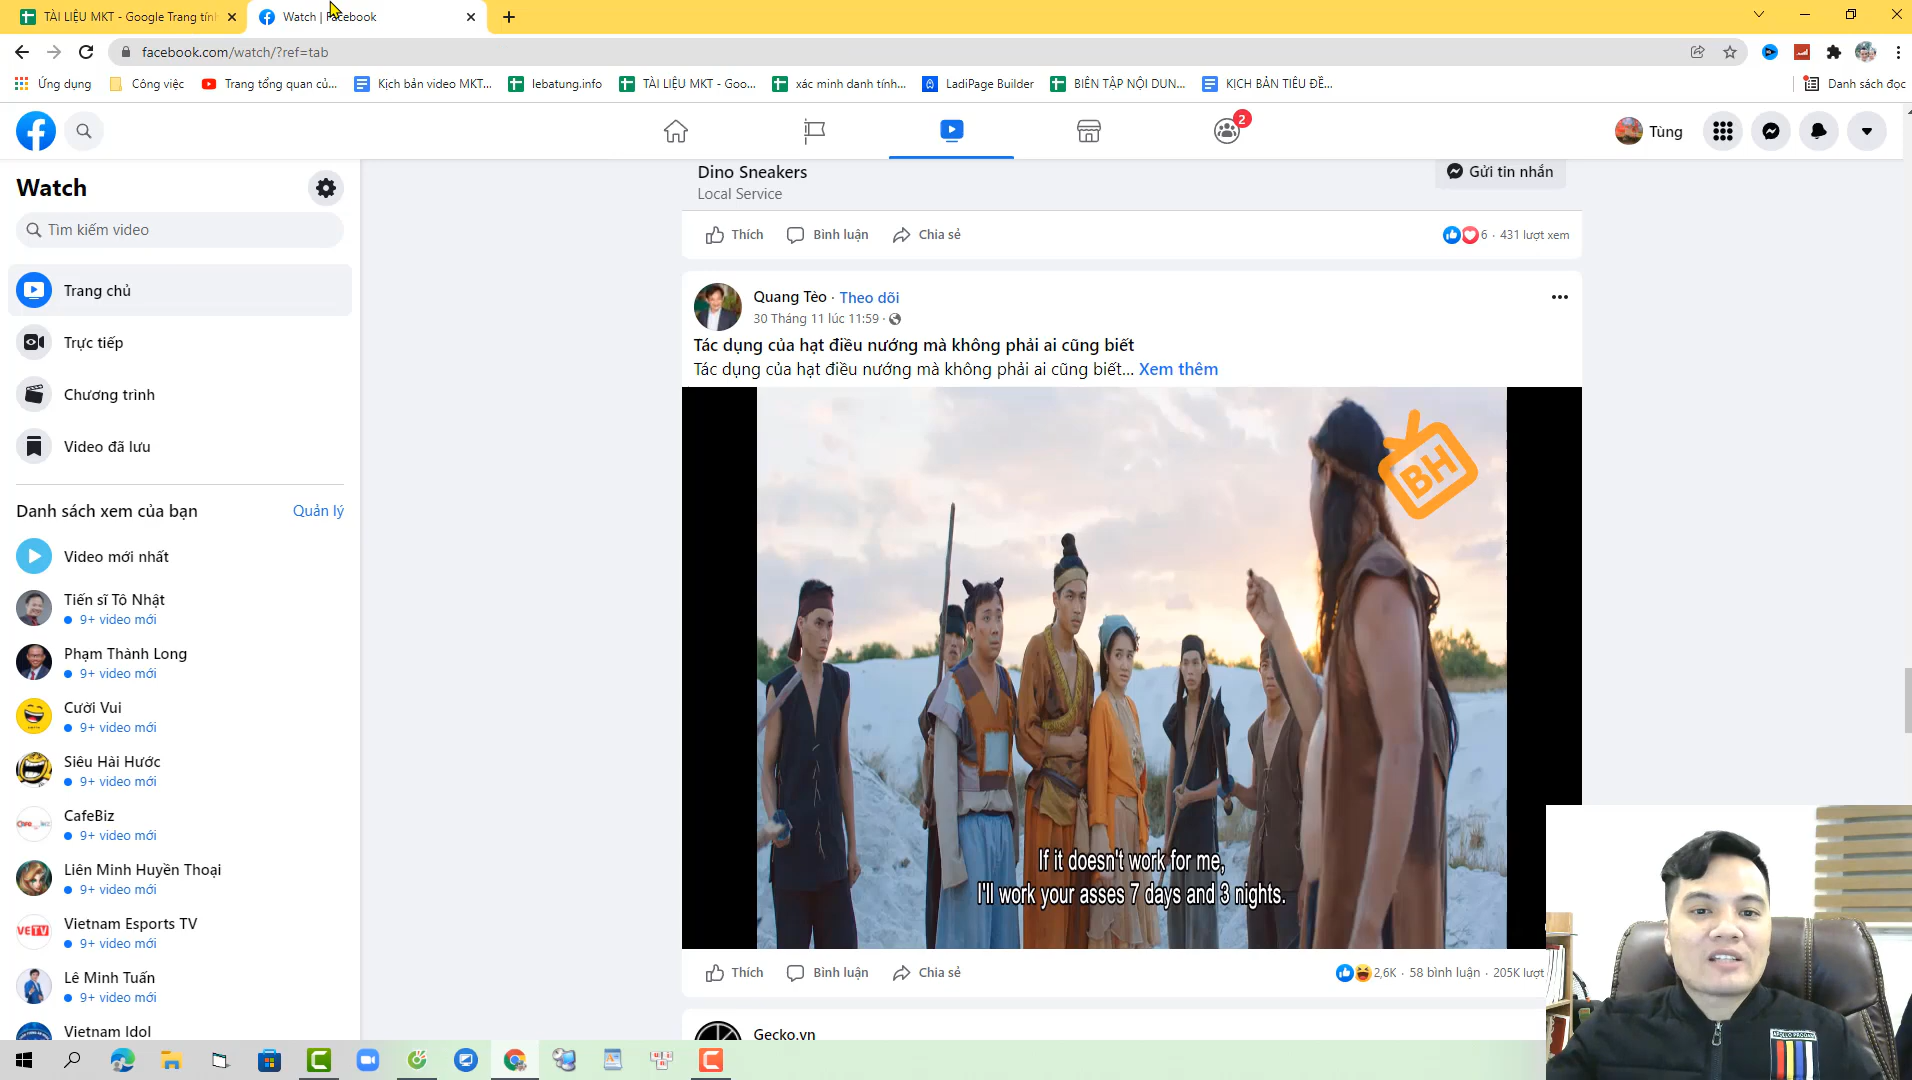 TÀI LIỆU MKT - Google Trang tính
Watch | Facebook
facebook.com/watch/?ref=tab
Ứng dụng
Công việc
Trang tổng quan củ...
Kịch bản video MKT...
lebatung.info
TÀI LIỆU MKT - Goo...
xác minh danh tính...
LadiPage Builder
BIÊN TẬP NỘI DUN...
KỊCH BẢN TIÊU ĐỀ...
Danh sách đọc
2
Tùng
Watch
Tìm kiếm video
Trang chủ
Trực tiếp
Chương trình
Video đã lưu
Danh sách xem của bạn
Quản lý
Video mới nhất
Tiến sĩ Tô Nhật
9+ video mới
Phạm Thành Long
9+ video mới
Cười Vui
9+ video mới
Siêu Hài Hước
9+ video mới
CafeBiz
9+ video mới
Liên Minh Huyền Thoại
9+ video mới
VETV
Vietnam Esports TV
9+ video mới
Lê Minh Tuấn
9+ video mới
Vietnam Idol
Dino Sneakers
Local Service
Gửi tin nhắn
Thích
Bình luận
Chia sẻ
6 · 431 lượt xem
Quang Tèo · Theo dõi
30 Tháng 11 lúc 11:59 ·
Tác dụng của hạt điều nướng mà không phải ai cũng biết
Tác dụng của hạt điều nướng mà không phải ai cũng biết... Xem thêm
BH
If it doesn't work for me,
I'll work your asses 7 days and 3 nights.
Thích
Bình luận
Chia sẻ
2,6K · 58 bình luận · 205K lượt
Gecko.vn